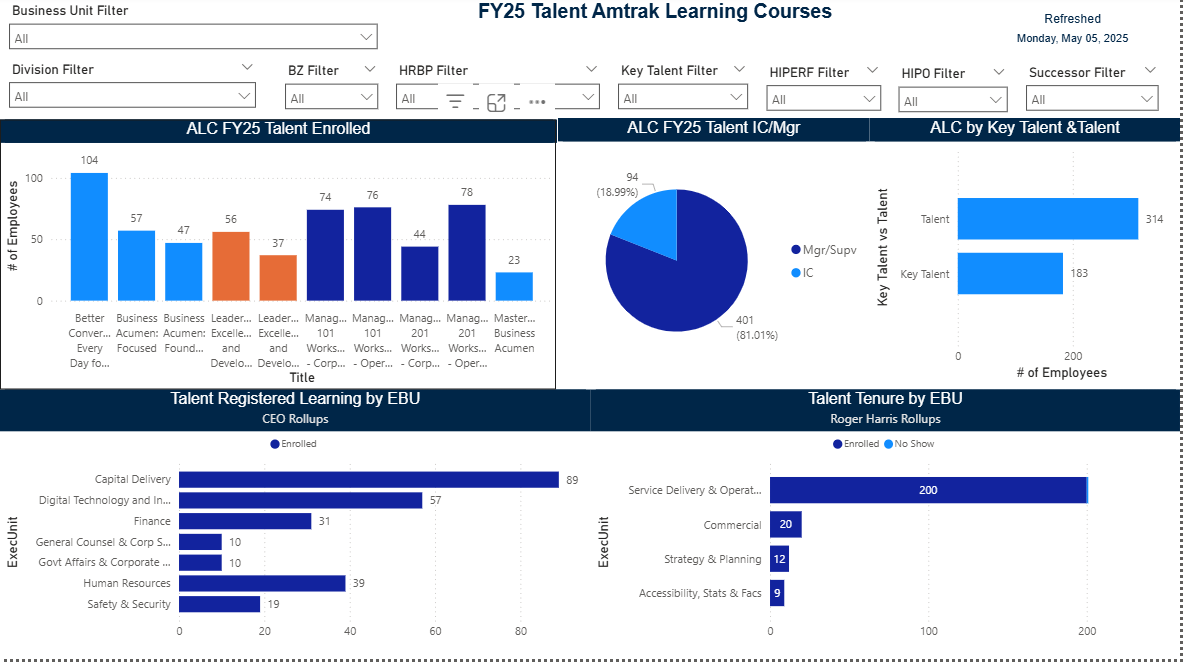 Business Unit Filter
FY25 Talent Amtrak Learning Courses
Refreshed
All
Monday, May 05, 2025
Division Filter
BZ Filter
HRBP Filter
Key Talent Filter
HIPERF Filter
HIPO Filter
Successor Filter
All
All
All
All
All
All
All
ALC FY25 Talent Enrolled
# of Employees
100
50
0
104
57
47
56
37
74
76
44
78
23
Better
Conver...
Every
Day fo...
Business
Acumen:
Focused
Business
Acumen:
Found...
Leader...
Excelle...
and
Develo...
Leader...
Excelle...
and
Develo...
Manag...
101
Works...
- Corp...
Manag...
101
Works...
- Oper...
Manag...
201
Works...
- Corp...
Manag...
201
Works...
- Oper...
Master...
Business
Acumen
Title
ALC FY25 Talent IC/Mgr
94
(18.99%)
401
(81.01%)
Mgr/Supv
IC
ALC by Key Talent &Talent
Key Talent vs Talent
Talent
314
Key Talent
183
0
200
# of Employees
Talent Registered Learning by EBU
CEO Rollups
Enrolled
ExecUnit
Capital Delivery
89
Digital Technology and In...
57
Finance
31
General Counsel & Corp S...
10
Govt Affairs & Corporate ...
10
Human Resources
39
Safety & Security
19
0
20
40
60
80
Talent Tenure by EBU
Roger Harris Rollups
Enrolled
No Show
ExecUnit
Service Delivery & Operat...
200
Commercial
20
Strategy & Planning
12
Accessibility, Stats & Facs
9
0
100
200